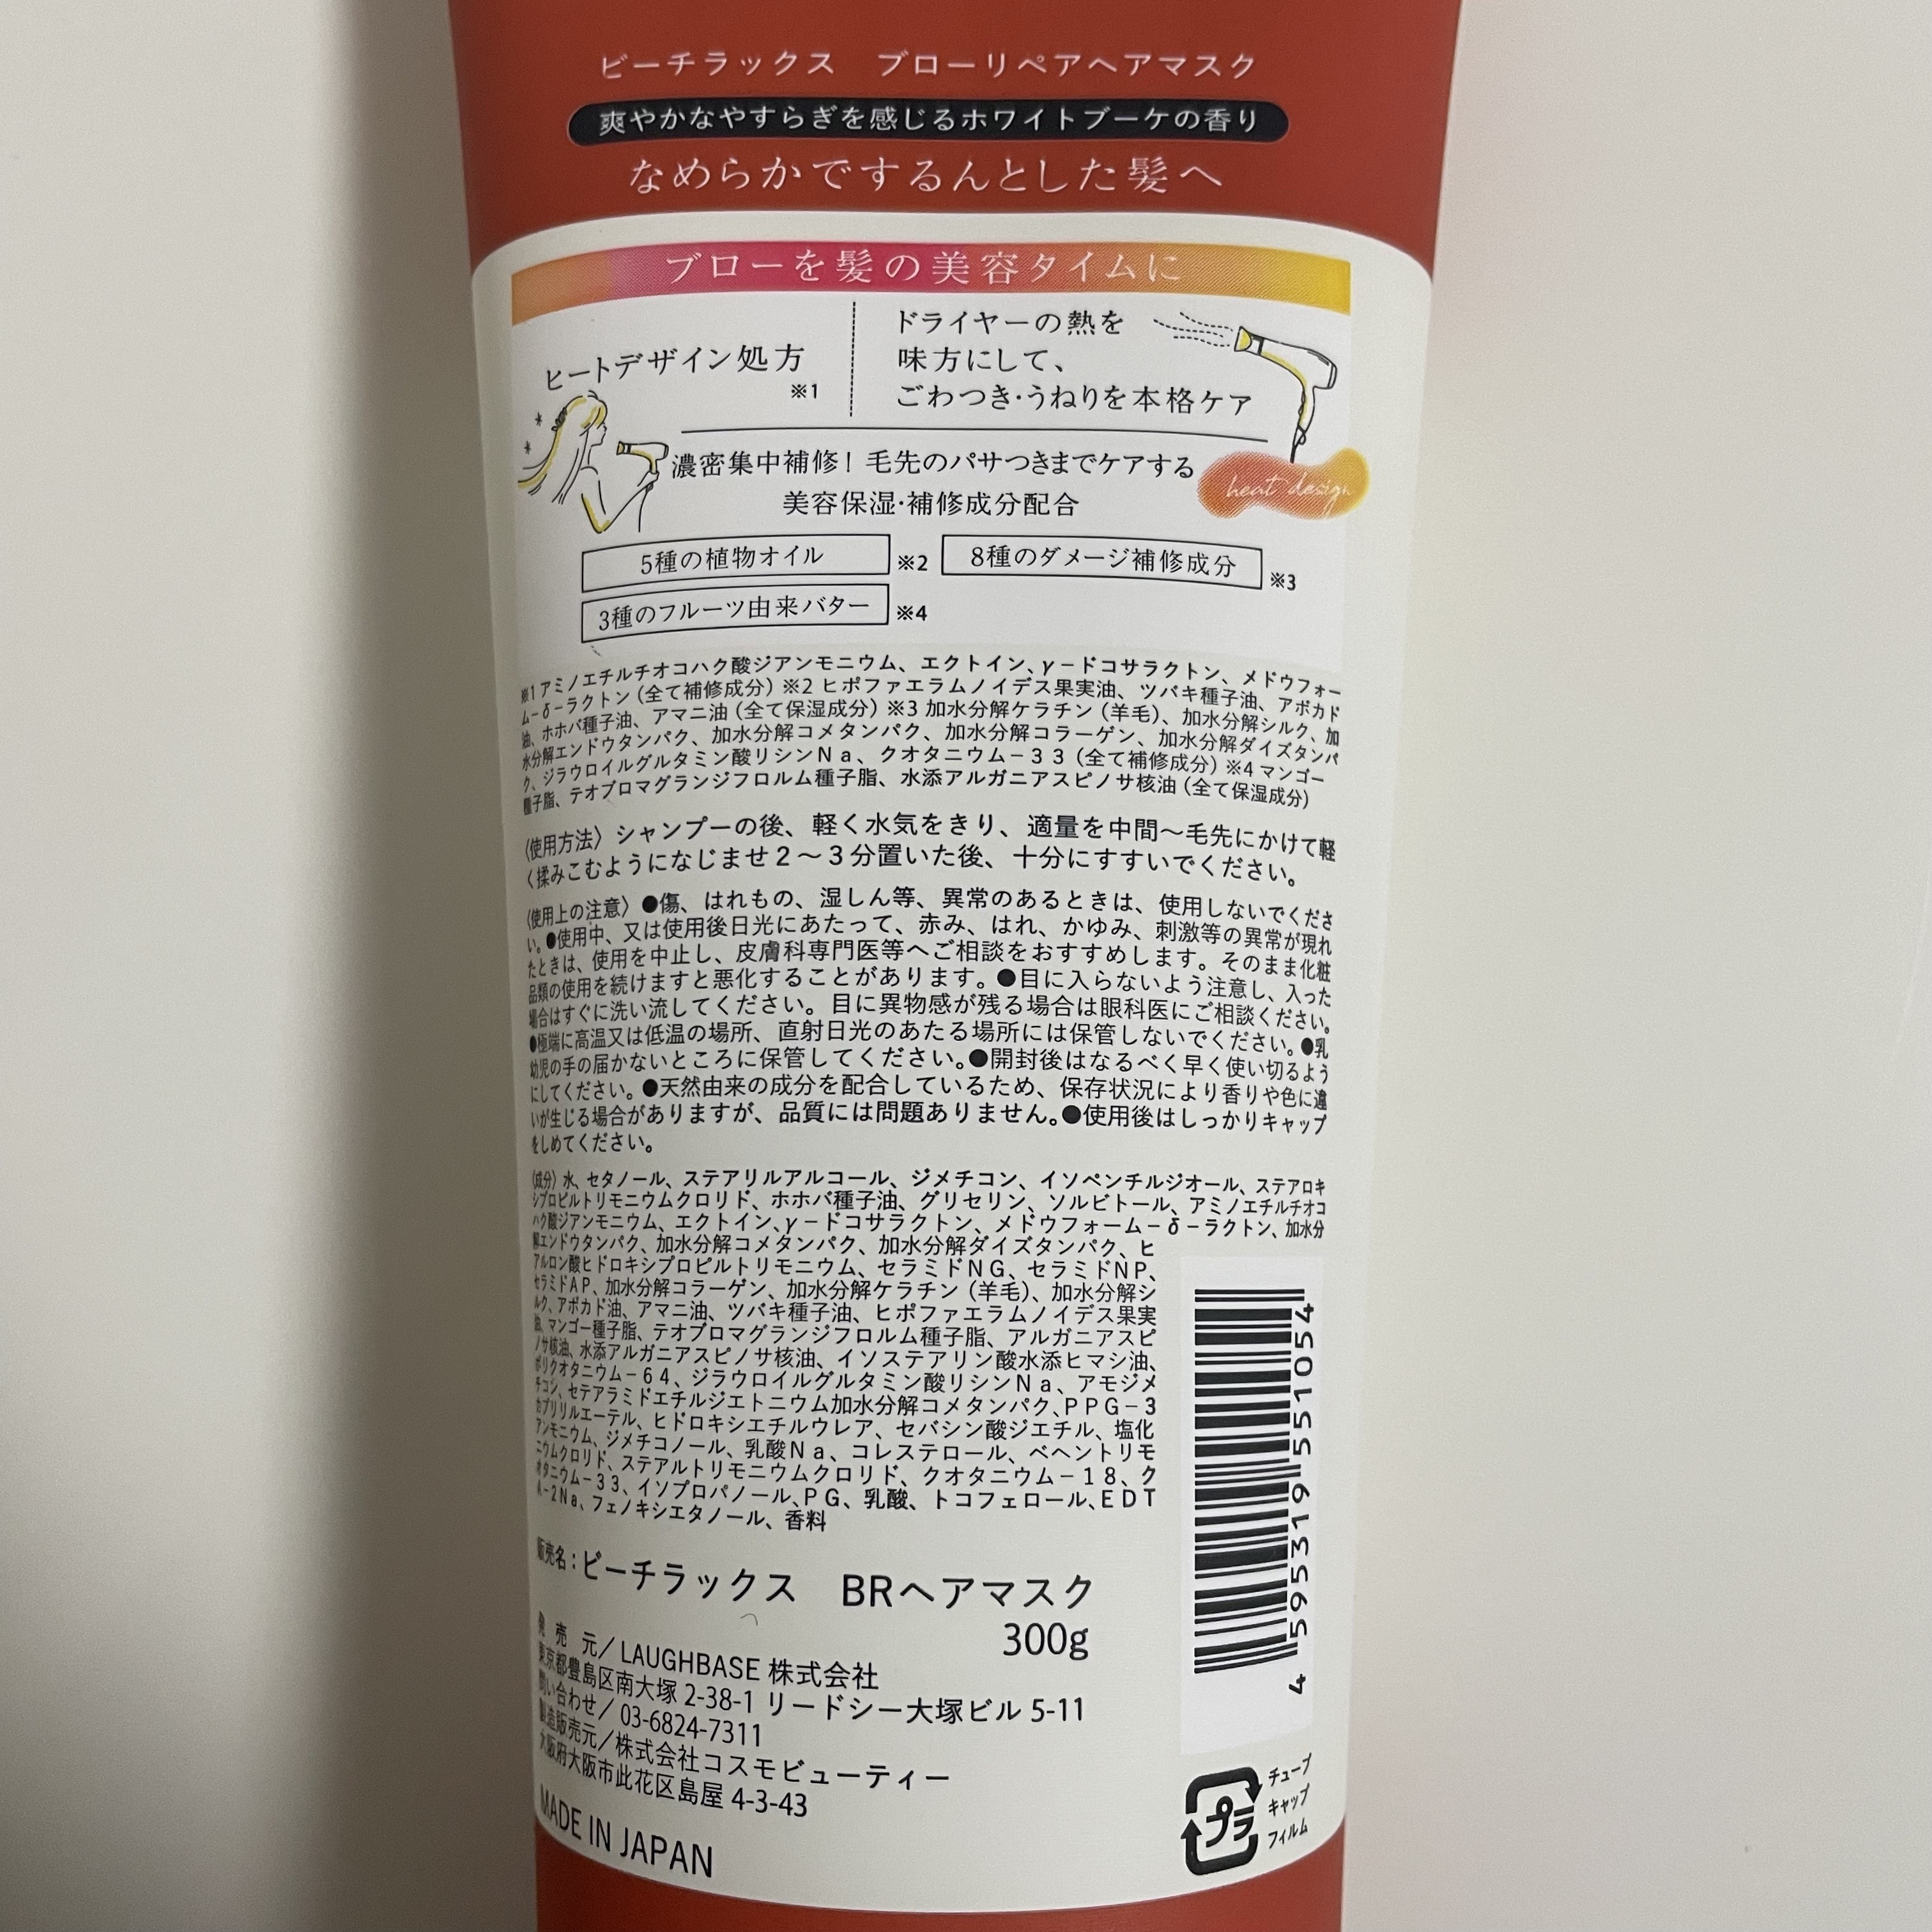 ビーチラックス　ブローリペアヘアマスク
爽やかなやすらぎを感じるホワイトブーケの香り
なめらかでするんとした髪へ
ブローを髪の美容タイムに
ヒートデザイン処方
※1
ドライヤーの熱を
味方にして、
ごわつき・うねりを本格ケア
濃密集中補修！毛先のパサつきまでケアする
美容保湿・補修成分配合
heat design
5種の植物オイル ※2
8種のダメージ補修成分 ※3
3種のフルーツ由来バター ※4
※1 アミノエチルチオコハク酸ジアンモニウム、エクトイン、γ－ドコサラクトン、メドウフォー
ム－δ－ラクトン（全て補修成分）※2 ヒポファエラムノイデス果実油、ツバキ種子油、アボカド
油、ホホバ種子油、アマニ油（全て保湿成分）※3 加水分解ケラチン（羊毛）、加水分解シルク、加
水分解エンドウタンパク、加水分解コメタンパク、加水分解コラーゲン、加水分解ダイズタンパ
ク、ジラウロイルグルタミン酸リシンＮａ、クオタニウム－３３（全て補修成分）※4 マンゴー
種子脂、テオブロマグランジフロルム種子脂、水添アルガニアスピノサ核油（全て保湿成分）
〈使用方法〉シャンプーの後、軽く水気をきり、適量を中間～毛先にかけて軽
く揉みこむようになじませ２～３分置いた後、十分にすすいでください。
〈使用上の注意〉●傷、はれもの、湿しん等、異常のあるときは、使用しないでくださ
い。●使用中、又は使用後日光にあたって、赤み、はれ、かゆみ、刺激等の異常が現れ
たときは、使用を中止し、皮膚科専門医等へご相談をおすすめします。そのまま化粧
品類の使用を続けますと悪化することがあります。●目に入らないよう注意し、入った
場合はすぐに洗い流してください。目に異物感が残る場合は眼科医にご相談ください。
●極端に高温又は低温の場所、直射日光のあたる場所には保管しないでください。●乳
幼児の手の届かないところに保管してください。●開封後はなるべく早く使い切るよう
にしてください。●天然由来の成分を配合しているため、保存状況により香りや色に違
いが生じる場合がありますが、品質には問題ありません。●使用後はしっかりキャップ
をしめてください。
〈成分〉水、セタノール、ステアリルアルコール、ジメチコン、イソペンチルジオール、ステアロキ
シプロピルトリモニウムクロリド、ホホバ種子油、グリセリン、ソルビトール、アミノエチルチオコ
ハク酸ジアンモニウム、エクトイン、γ－ドコサラクトン、メドウフォーム－δ－ラクトン、加水分
解エンドウタンパク、加水分解コメタンパク、加水分解ダイズタンパク、ヒ
アルロン酸ヒドロキシプロピルトリモニウム、セラミドＮＧ、セラミドＮＰ、
セラミドＡＰ、加水分解コラーゲン、加水分解ケラチン（羊毛）、加水分解シ
ルク、アボカド油、アマニ油、ツバキ種子油、ヒポファエラムノイデス果実
油、マンゴー種子脂、テオブロマグランジフロルム種子脂、アルガニアスピ
ノサ核油、水添アルガニアスピノサ核油、イソステアリン酸水添ヒマシ油、
ポリクオタニウム－６４、ジラウロイルグルタミン酸リシンＮａ、アモジメ
チコン、セテアラミドエチルジエトニウム加水分解コメタンパク、ＰＰＧ－３
カプリリルエーテル、ヒドロキシエチルウレア、セバシン酸ジエチル、塩化
アンモニウム、ジメチコノール、乳酸Ｎａ、コレステロール、ベヘントリモ
ニウムクロリド、ステアルトリモニウムクロリド、クオタニウム－１８、ク
オタニウム－３３、イソプロパノール、ＰＧ、乳酸、トコフェロール、ＥＤＴ
Ａ－２Ｎａ、フェノキシエタノール、香料
販売名：ビーチラックス　BRヘアマスク
300g
発 売 元／LAUGHBASE 株式会社
東京都豊島区南大塚 2-38-1 リードシー大塚ビル 5-11
問い合わせ／ 03-6824-7311
製造販売元／株式会社コスモビューティー
大阪府大阪市此花区島屋 4-3-43
MADE IN JAPAN
4 595319 551054
プラ
チューブ
キャップ
フィルム